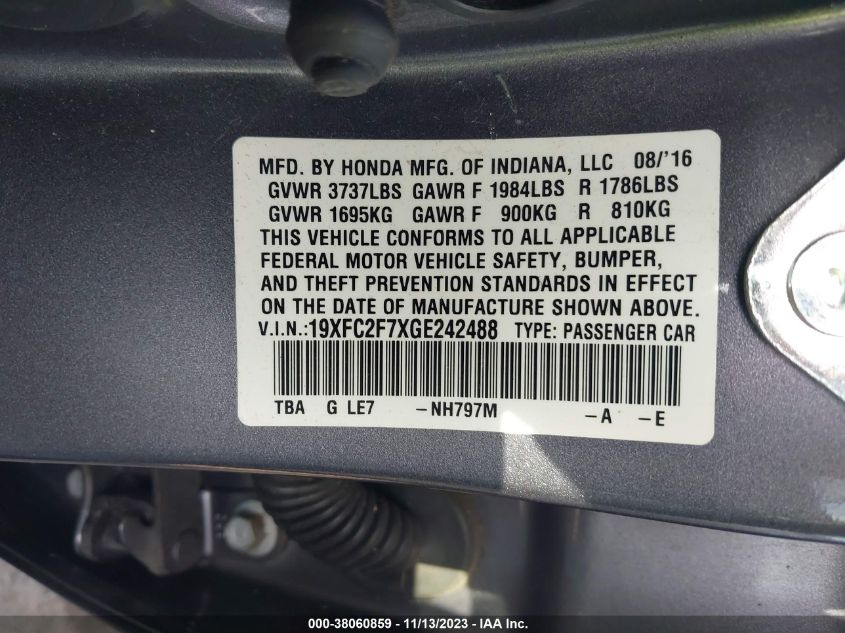 MFD. BY HONDA MFG. OF INDIANA, LLC 08/'16
GVWR 3737LBS GAWR F 1984LBS R 1786LBS
GVWR 1695KG GAWR F 900KG R 810KG
THIS VEHICLE CONFORMS TO ALL APPLICABLE
FEDERAL MOTOR VEHICLE SAFETY, BUMPER,
AND THEFT PREVENTION STANDARDS IN EFFECT
ON THE DATE OF MANUFACTURE SHOWN ABOVE.
V.I.N.:19XFC2F7XGE242488 TYPE: PASSENGER CAR
TBA G LE7 -NH797M -A -E
000-38060859 - 11/13/2023 - IAA Inc.